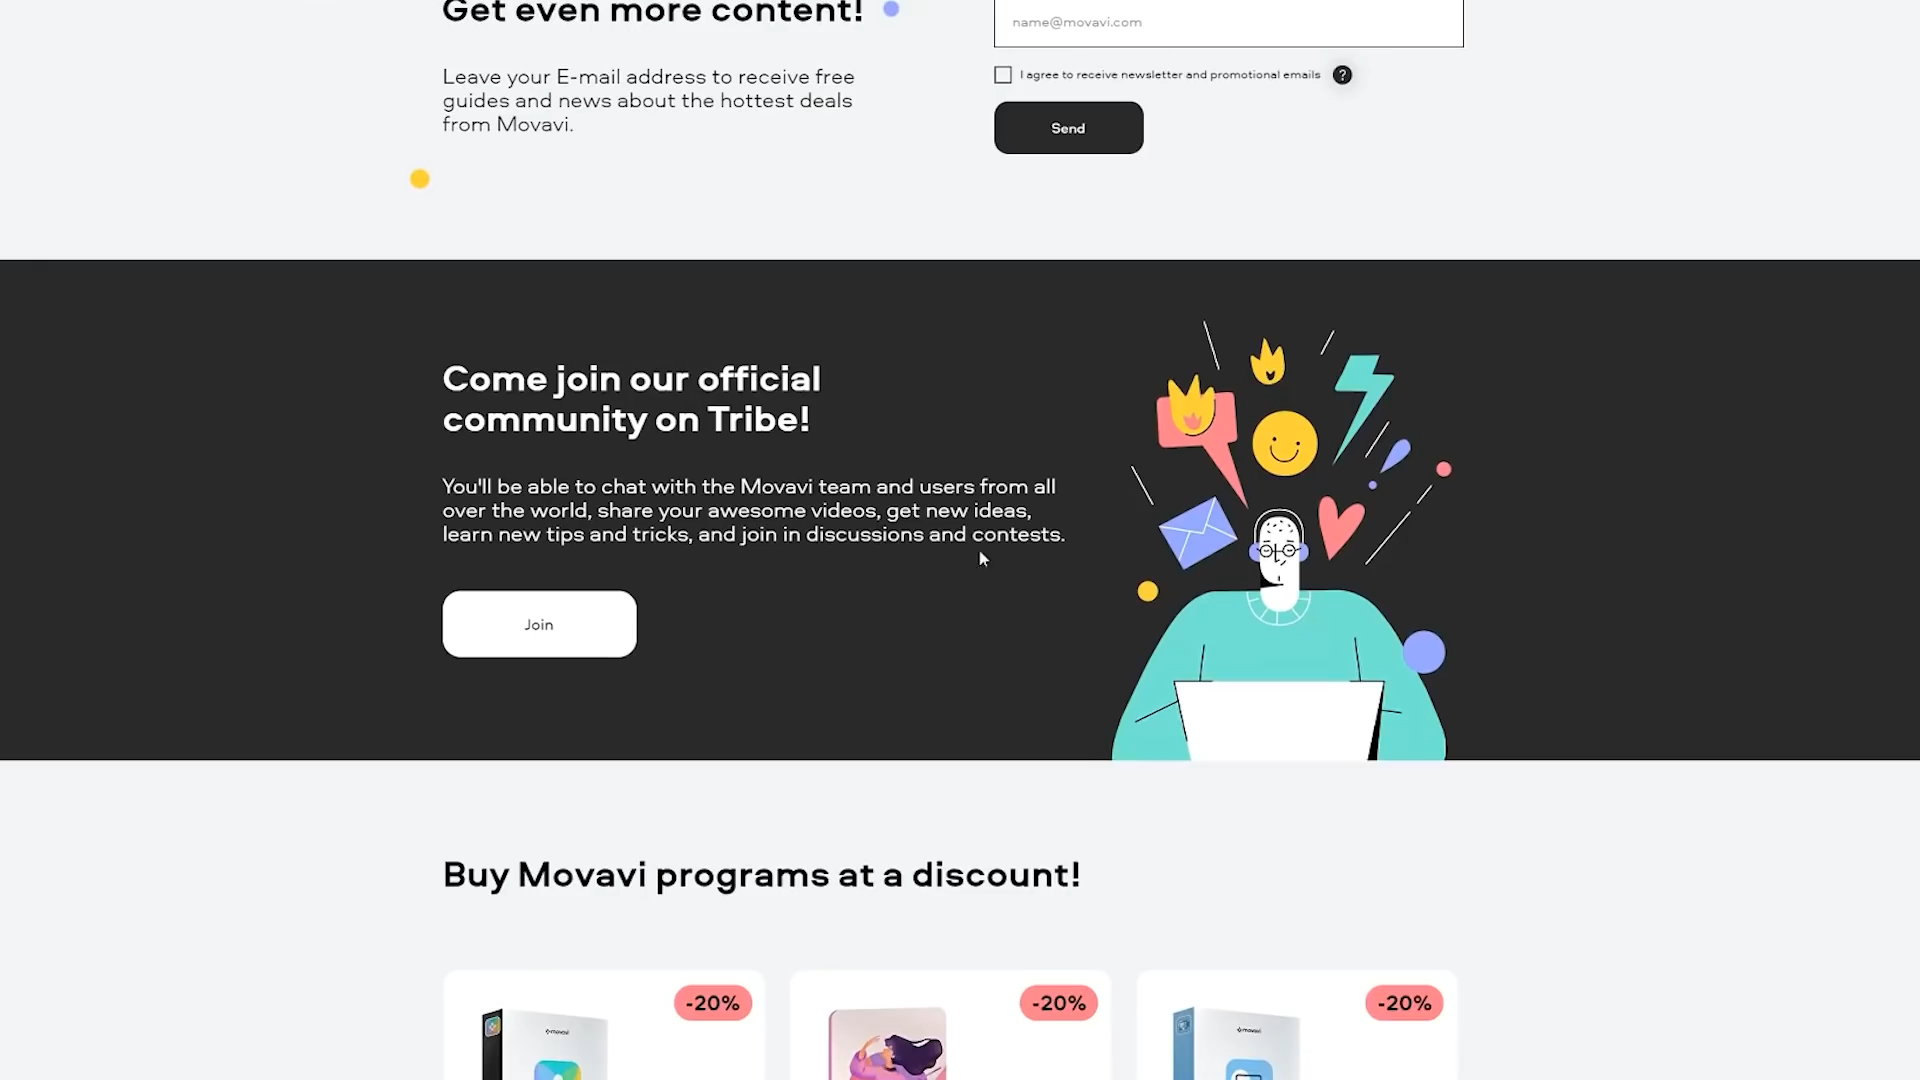 Get even more content!
name@movavi.com
Leave your E-mail address to receive free
guides and news about the hottest deals
from Movavi.
I agree to receive newsletter and promotional emails ?
Send
Come join our official
community on Tribe!
You'll be able to chat with the Movavi team and users from all
over the world, share your awesome videos, get new ideas,
learn new tips and tricks, and join in discussions and contests.
Join
Buy Movavi programs at a discount!
-20%
-20%
-20%
movavi
movavi